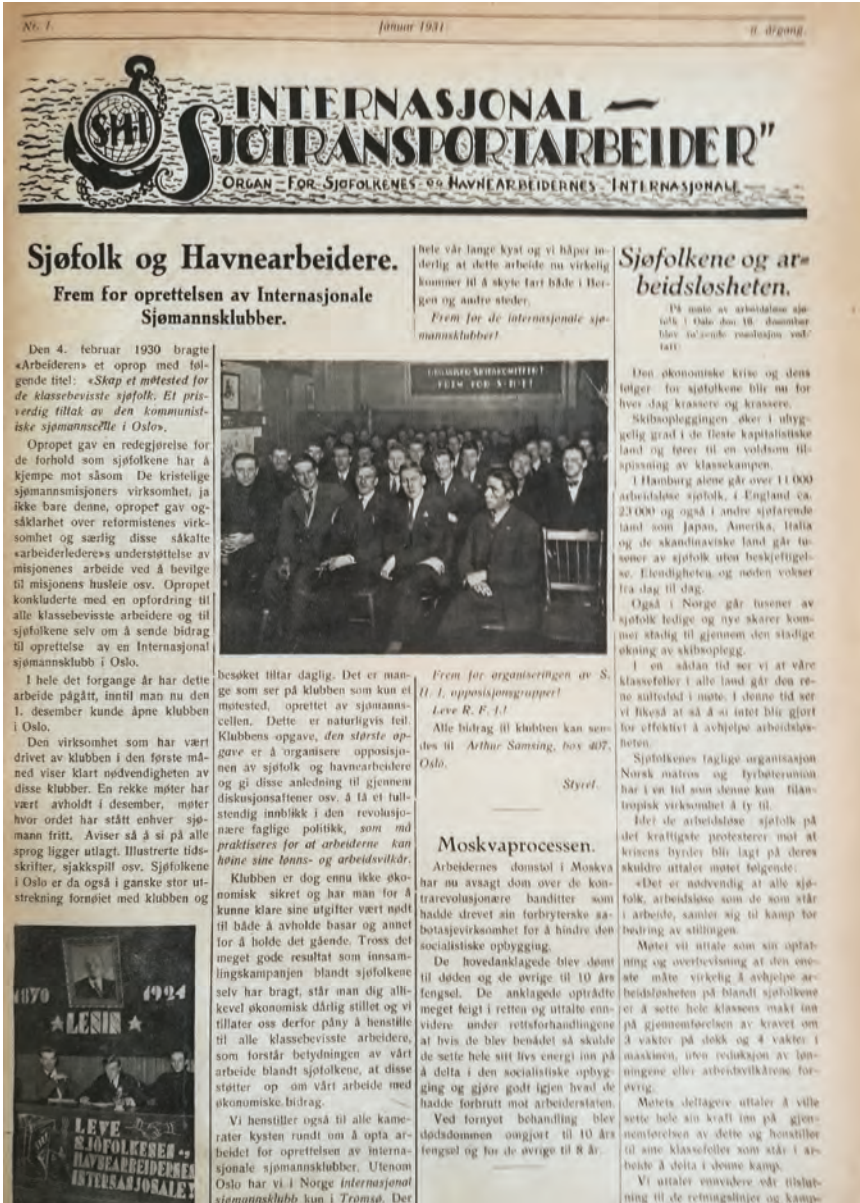 Nr. 1.
Januar 1931
8. årgang.
SHI
INTERNASJONAL
SJØTRANSPORTARBEIDER"
ORGAN FOR SJØFOLKENES OG HAVNEARBEIDERNES INTERNASJONALE
Sjøfolk og Havnearbeidere.
Frem for oprettelsen av Internasjonale
Sjømannsklubber.
Den 4. februar 1930 bragte
«Arbeideren» et oprop med føl-
gende titel: «Skap et møtested for
de klassebevisste sjøfolk. Et pris-
verdig tiltak av den kommunist-
iske sjømannscelle i Oslo».
Opropet gav en redegjørelse for
de forhold som sjøfolkene har å
kjempe mot såsom De kristelige
sjømannsmisjoners virksomhet, ja
ikke bare denne, opropet gav og-
såklarhet over reformistenes virk-
somhet og særlig disse såkalte
«arbeiderledere»s understøttelse av
misjonenes arbeide ved å bevilge
til misjonens husleie osv. Opropet
konkluderte med en opfordring til
alle klassebevisste arbeidere og til
sjøfolkene selv om å sende bidrag
til oprettelse av en Internasjonal
sjømannsklubb i Oslo.
I hele det forgange år har dette
arbeide pågått, inntil man nu den
1. desember kunde åpne klubben
i Oslo.
Den virksomhet som har vært
drivet av klubben i den første må-
ned viser klart nødvendigheten av
disse klubber. En rekke møter har
vært avholdt i desember, møter
hvor ordet har stått enhver sjø-
mann fritt. Aviser så å si på alle
sprog ligger utlagt. Illustrerte tids-
skrifter, sjakkspill osv. Sjøfolkene
i Oslo er da også i ganske stor ut-
strekning fornøiet med klubben og
1870 1924
LENIN
LEVE
SJØFOLKENES OG
HAVNEARBEIDERNES
INTERNASJONALE!
besøket tiltar daglig. Det er man-
ge som ser på klubben som kun et
møtested, oprettet av sjømanns-
cellen. Dette er naturligvis feil.
Klubbens opgave, den største op-
gave er å organisere opposisjo-
nen av sjøfolk og havnearbeidere
og gi disse anledning til gjennem
diskusjonsaftener osv. å få et full-
stendig innblikk i den revolusjo-
nære faglige politikk, som må
praktiseres for at arbeiderne kan
høine sine lønns- og arbeidsvilkår.
Klubben er dog ennu ikke øko-
nomisk sikret og har man for å
kunne klare sine utgifter vært nødt
til både å avholde basar og annet
for å holde det gående. Tross det
meget gode resultat som innsam-
lingskampanjen blandt sjøfolkene
selv har bragt, står man dig alli-
kevel økonomisk dårlig stillet og vi
tillater oss derfor påny å henstille
til alle klassebevisste arbeidere,
som forstår betydningen av vårt
arbeide blandt sjøfolkene, at disse
støtter op om vårt arbeide med
økonomiske bidrag.
Vi henstiller også til alle kame-
rater kysten rundt om å opta ar-
beidet for oprettelsen av interna-
sjonale sjømannsklubber. Utenom
Oslo har vi i Norge internasjonal
sjømannsklubb kun i Tromsø. Der
hele vår lange kyst og vi håper in-
derlig at dette arbeide nu virkelig
kommer til å skyte fart både i Ber-
gen og andre steder.
Frem for de internasjonale sjø-
mannsklubber!
FREM FOR S-H-I!
Frem for organiseringen av S.
H. I. opposisjonsgrupper!
Leve R. F. I.!
Alle bidrag til klubben kan sen-
des til Arthur Samsing, box 407,
Oslo.
Styret.
Moskvaprocessen.
Arbeidernes domstol i Moskva
har nu avsagt dom over de kon-
trarevolusjonære banditter som
hadde drevet sin forbryterske sa-
botasjevirksomhet for å hindre den
socialistiske opbygging.
De hovedanklagede blev dømt
til døden og de øvrige til 10 års
fengsel. De anklagede optrådte
meget feigt i retten og uttalte enn-
videre under rettsforhandlingene
at hvis de blev benådet så skulde
de sette hele sitt livs energi inn på
å delta i den socialistiske opbyg-
ging og gjøre godt igjen hvad de
hadde forbrutt mot arbeiderstaten.
Ved fornyet behandling blev
dødsdommen omgjort til 10 års
fengsel og for de øvrige til 8 år.
Sjøfolkene og ar-
beidsløsheten.
På møte av arbeidsløse sjø-
folk i Oslo den 18. desember
blev følgende resolusjon ved-
tatt:
Den økonomiske krise og dens
følger for sjøfolkene blir nu for
hver dag krassere og krassere.
Skibsopleggingen øker i uhyg-
gelig grad i de fleste kapitalistiske
land og fører til en voldsom til-
spissning av klassekampen.
I Hamburg alene går over 11 000
arbeidsløse sjøfolk, i England ca.
23 000 og også i andre sjøfarende
land som Japan, Amerika, Italia
og de skandinaviske land går tu-
sener av sjøfolk uten beskjeftigel-
se. Elendigheten og nøden vokser
fra dag til dag.
Også i Norge går tusener av
sjøfolk ledige og nye skarer kom-
mer stadig til gjennem den stadige
økning av skibsoplegg.
I en sådan tid ser vi at våre
klassefeller i alle land går den re-
ne sultedød i møte. I denne tid ser
vi likeså at så å si intet blir gjort
for effektivt å avhjelpe arbeidsløs-
heten.
Sjøfolkenes faglige organisasjon
Norsk matros og fyrbøterunion
har i en tid som denne kun filan-
tropisk virksomhet å ty til.
Idet de arbeidsløse sjøfolk på
det kraftigste protesterer mot at
krisens byrder blir lagt på deres
skuldre uttaler møtet følgende:
«Det er nødvendig at alle sjø-
folk, arbeidsløse som de som står
i arbeide, samler sig til kamp for
bedring av stillingen.
Møtet vil uttale som sin opfat-
ning og overbevisning at den ene-
ste måte virkelig å avhjelpe ar-
beidsløsheten på blandt sjøfolkene
er å sette hele klassens makt inn
på gjennemførelsen av kravet om
3 vakter på dekk og 4 vakter i
maskinen, uten reduksjon av løn-
ningene eller arbeidsvilkårene for-
øvrig.
Møtets deltagere uttaler å ville
sette hele sin kraft inn på gjen-
nemførelsen av dette og henstiller
til sine klassefeller som står i ar-
beide å delta i denne kamp.
Vi uttaler ennvidere vår tilslut-
ning til de retningslinjer og kamp-